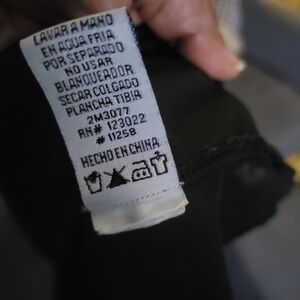 LAVAR A MANO
EN AGUA FRIA
POR SEPARADO
NO USAR
BLANQUEADOR
SECAR COLGADO
PLANCHA TIBIA
2M3077
RN# 123022
# 11258
HECHO EN CHINA